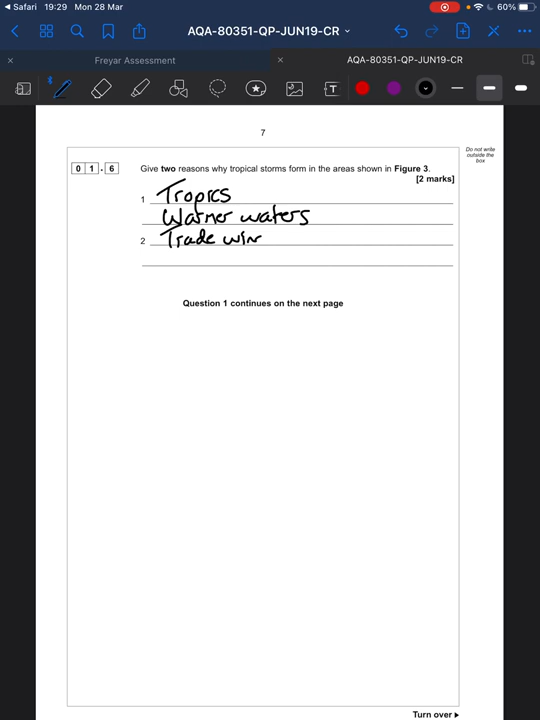 Safari 19:29 Mon 28 Mar 60%
AQA-80351-QP-JUN19-CR
Freyar Assessment
AQA-80351-QP-JUN19-CR
T
7
Do not write
outside the
box
0 1 . 6 Give two reasons why tropical storms form in the areas shown in Figure 3.
[2 marks]
1 Tropics
Warmer waters
2 Trade win
Question 1 continues on the next page
Turn over